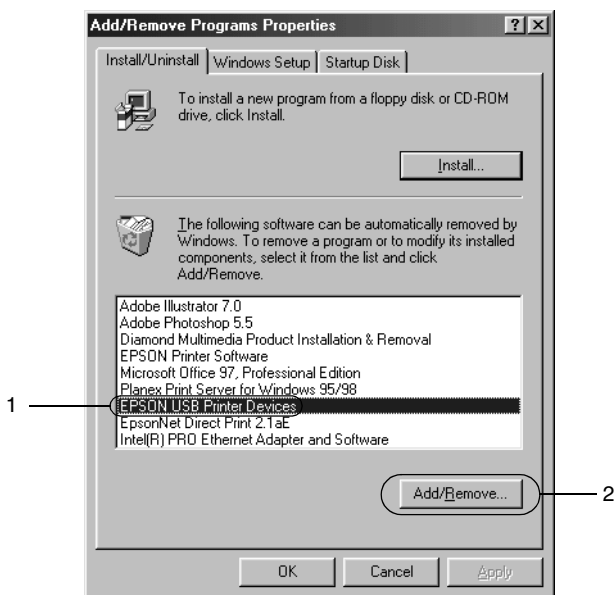 Add/Remove Programs Properties
Install/Uninstall
Windows Setup
Startup Disk
To install a new program from a floppy disk or CD-ROM
drive, click Install.
Install...
The following software can be automatically removed by
Windows. To remove a program or to modify its installed
components, select it from the list and click
Add/Remove.
Adobe Illustrator 7.0
Adobe Photoshop 5.5
Diamond Multimedia Product Installation & Removal
EPSON Printer Software
Microsoft Office 97, Professional Edition
Planex Print Server for Windows 95/98
1
EPSON USB Printer Devices
EpsonNet Direct Print 2.1aE
Intel(R) PRO Ethernet Adapter and Software
Add/Remove...
2
OK
Cancel
Apply